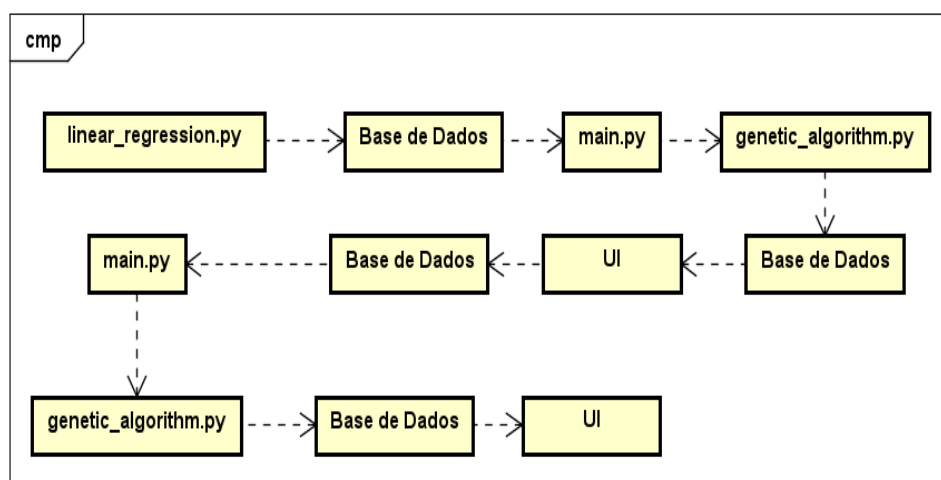 cmp
linear_regression.py
Base de Dados
main.py
genetic_algorithm.py
main.py
Base de Dados
UI
Base de Dados
genetic_algorithm.py
Base de Dados
UI